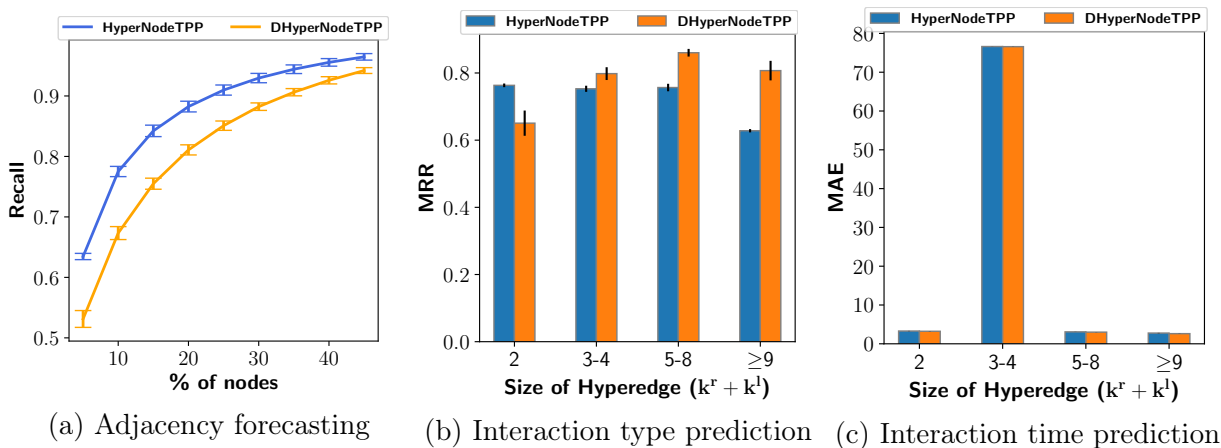 HyperNodeTPP DHyperNodeTPP
0.9
0.8
0.7
0.6
0.5
Recall
10 20 30 40
% of nodes
(a) Adjacency forecasting
HyperNodeTPP DHyperNodeTPP
0.8
0.6
0.4
0.2
0.0
MRR
2 3-4 5-8 ≥9
Size of Hyperedge (kʳ + kˡ)
(b) Interaction type prediction
HyperNodeTPP DHyperNodeTPP
80
70
60
50
40
30
20
10
0
MAE
2 3-4 5-8 ≥9
Size of Hyperedge (kʳ + kˡ)
(c) Interaction time prediction